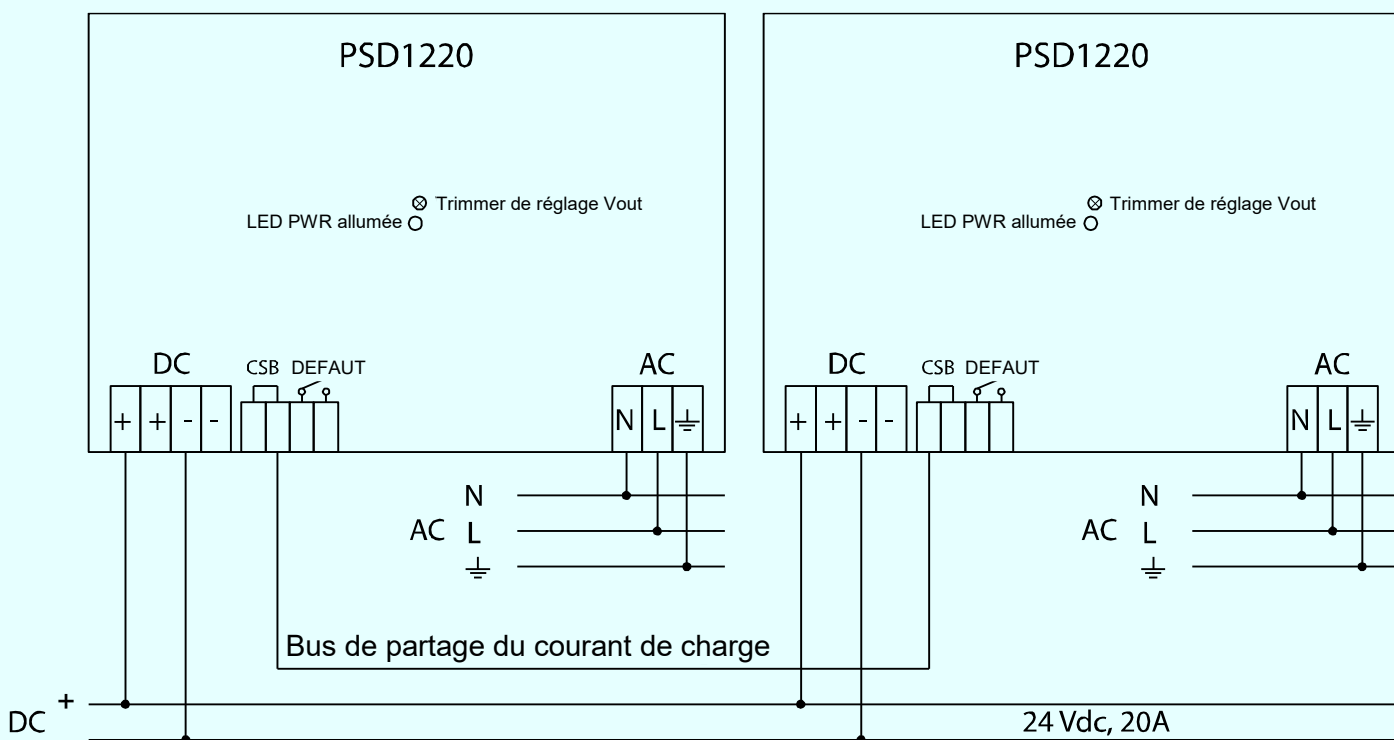 PSD1220
PSD1220
Trimmer de réglage Vout
LED PWR allumée
Trimmer de réglage Vout
LED PWR allumée
DC CSB DEFAUT AC
DC CSB DEFAUT AC
+ + - - N L
+ + - - N L
N
AC L
N
AC L
Bus de partage du courant de charge
DC +
24 Vdc, 20A